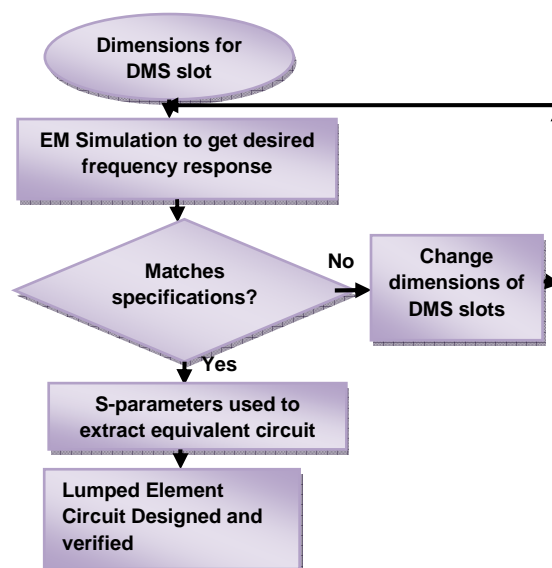 Dimensions for
DMS slot
EM Simulation to get desired
frequency response
Matches
specifications?
No
Change
dimensions of
DMS slots
Yes
S-parameters used to
extract equivalent circuit
Lumped Element
Circuit Designed and
verified